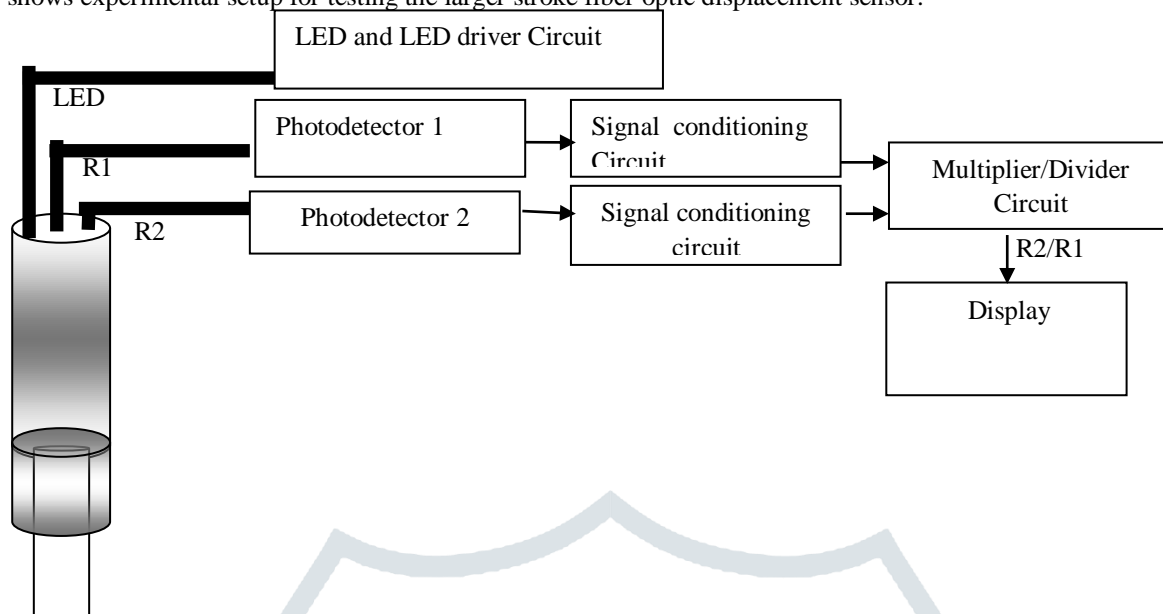 shows experimental setup for testing the larger stroke fiber optic displacement sensor.
LED and LED driver Circuit
LED
Photodetector 1
Signal conditioning
Circuit
R1
Multiplier/Divider
Circuit
Photodetector 2
Signal conditioning
circuit
R2
R2/R1
Display